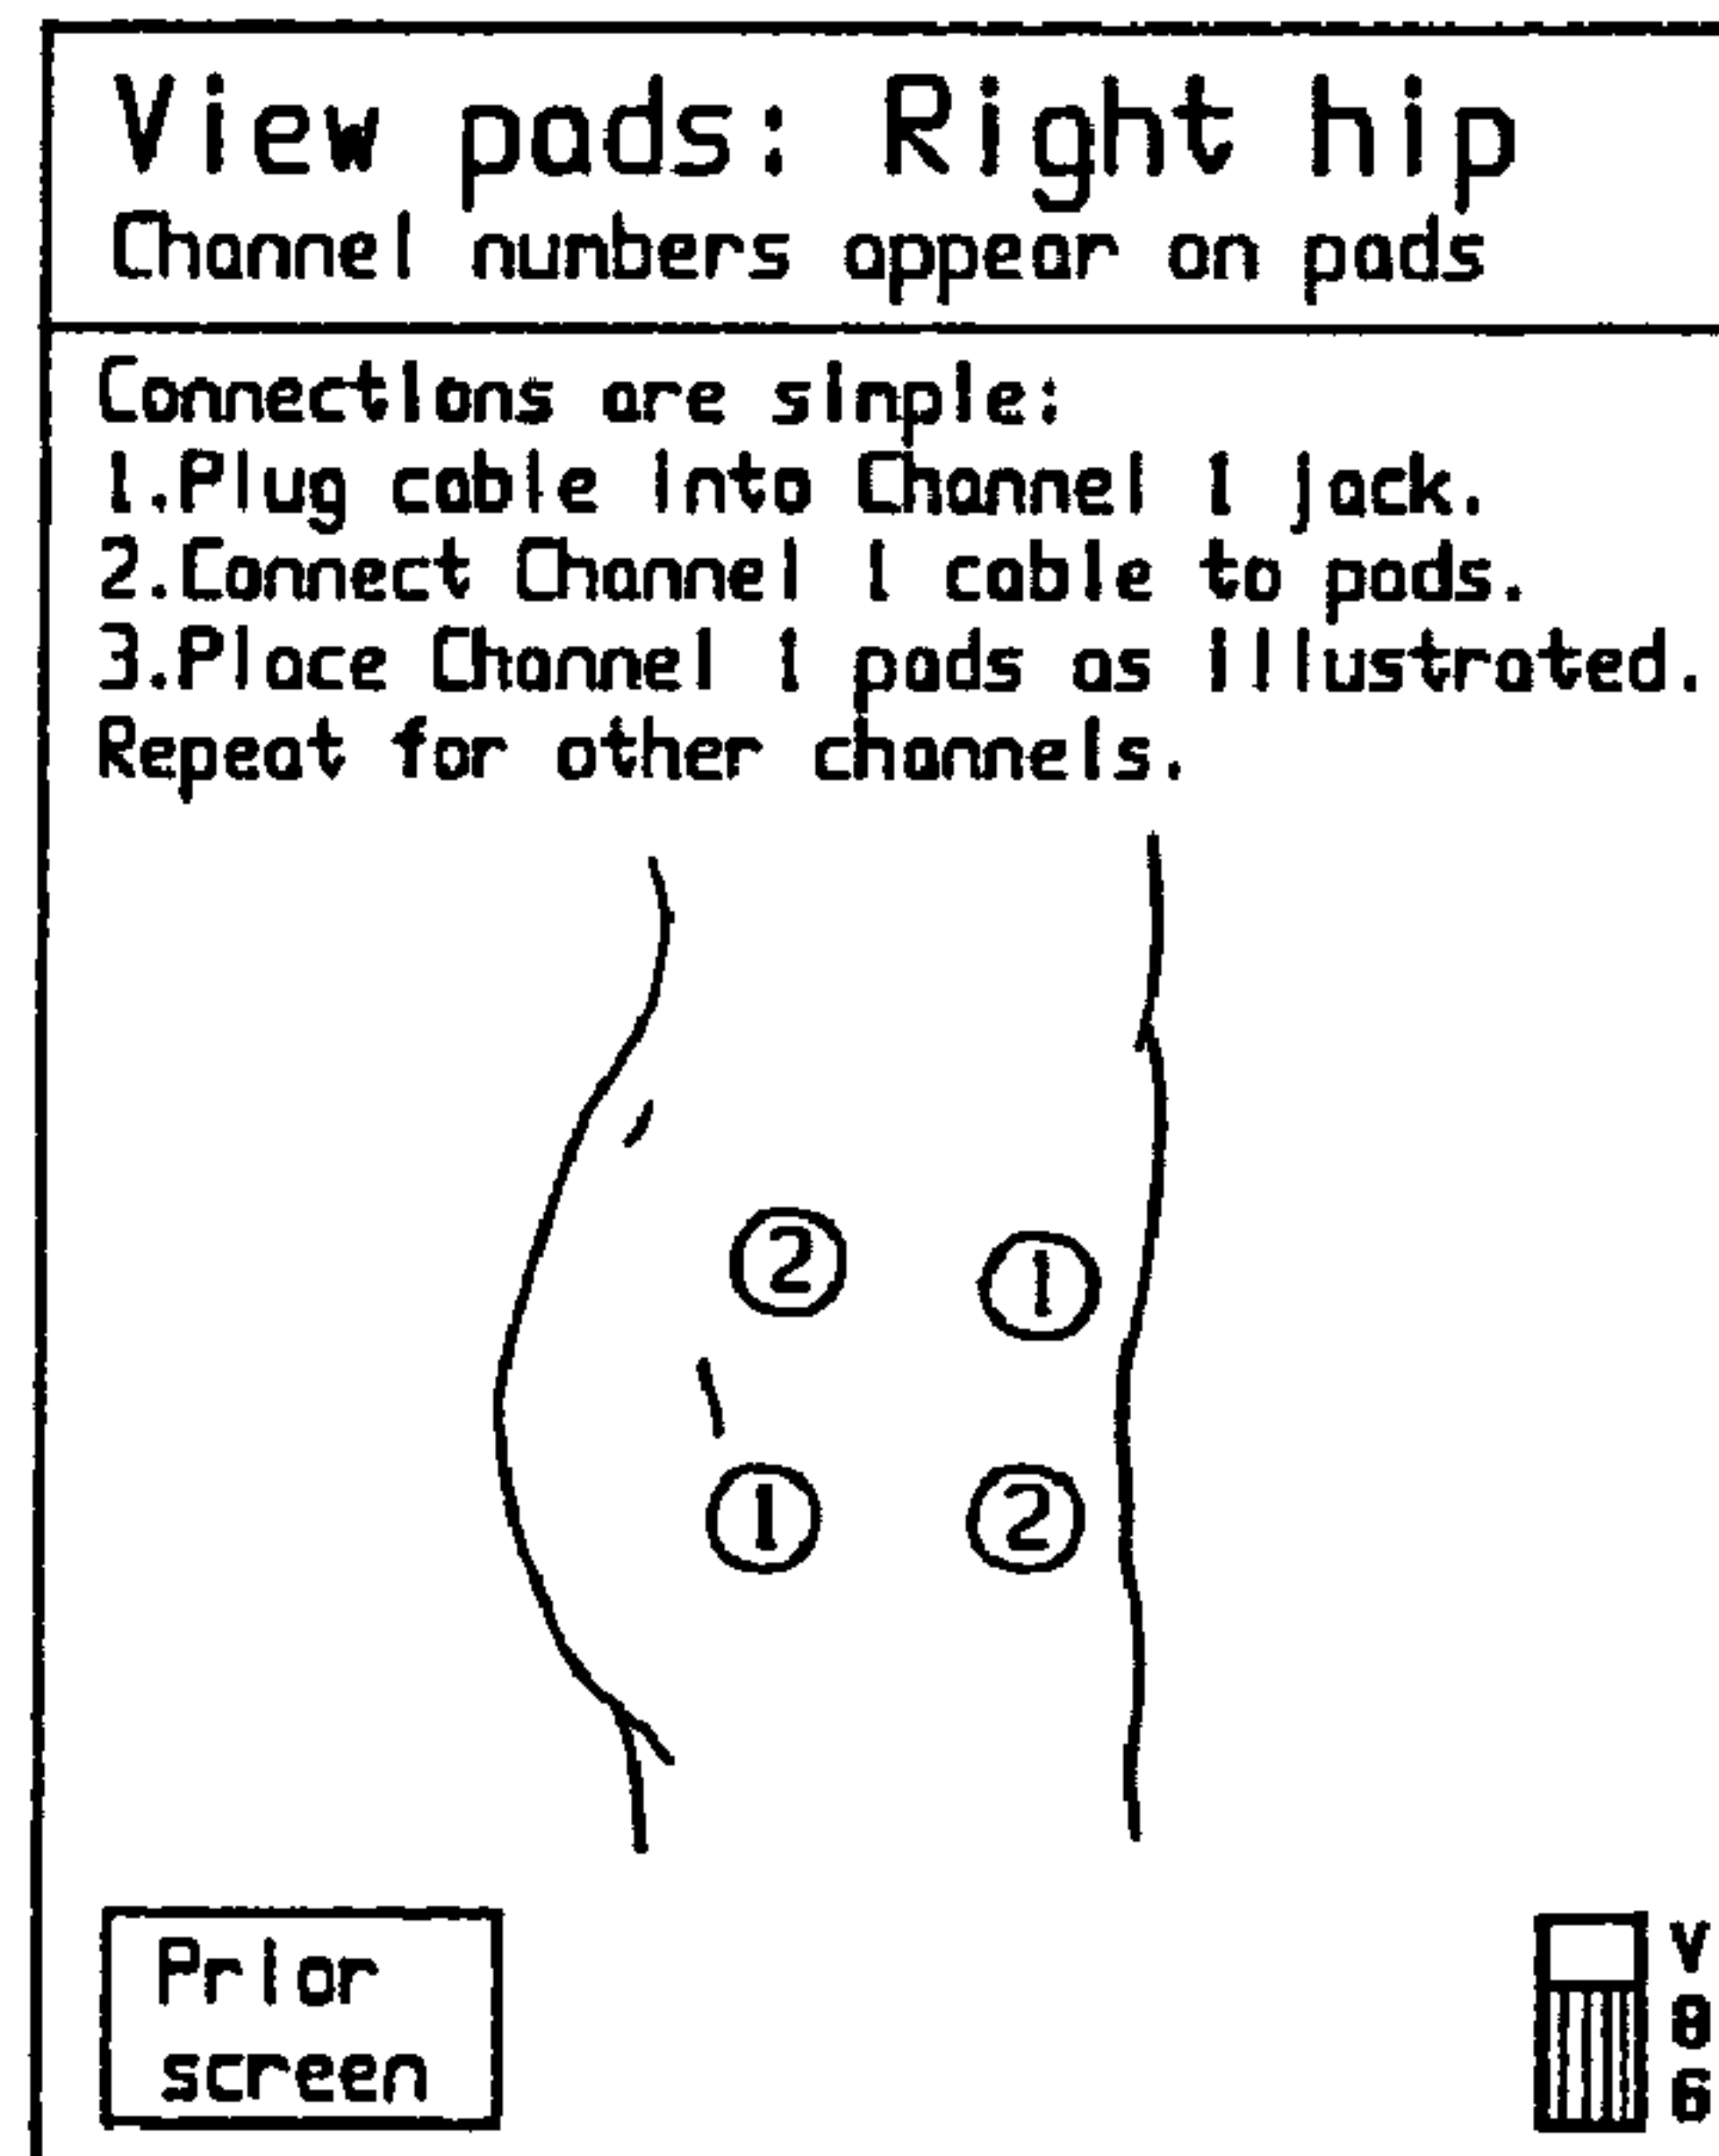 View pads: Right hip
Channel numbers appear on pads
Connections are simple:
1.Plug cable into Channel 1 jack.
2.Connect Channel 1 cable to pads.
3.Place Channel 1 pads as illustrated.
Repeat for other channels.
2 1
1 2
Prior
screen
V
8
6